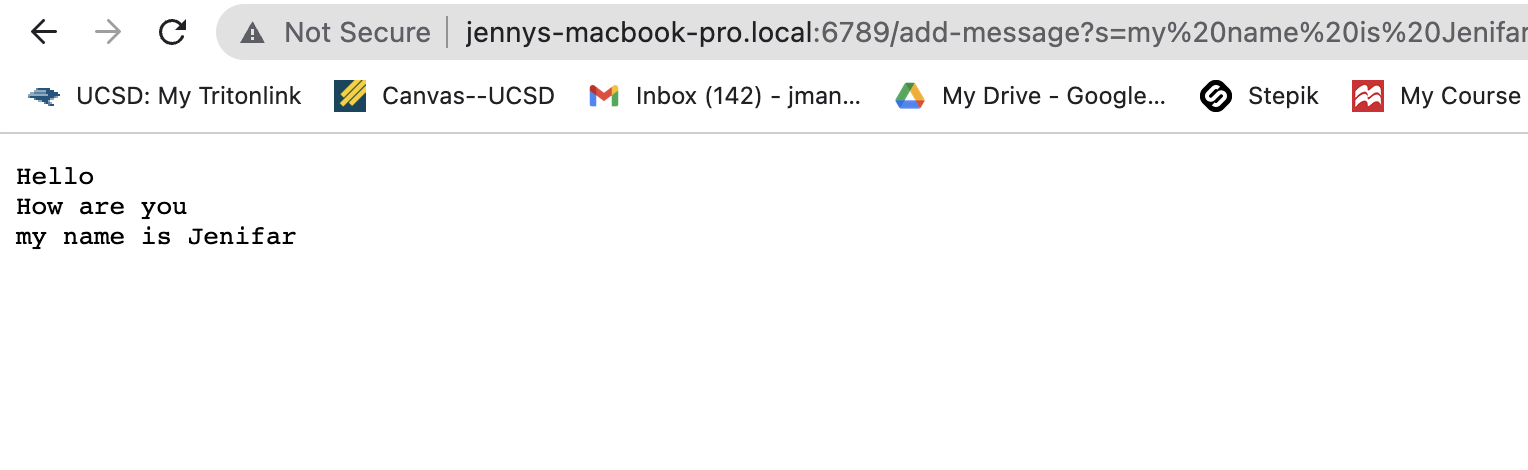 Not Secure jennys-macbook-pro.local:6789/add-message?s=my%20name%20is%20Jenifar
UCSD: My Tritonlink Canvas--UCSD Inbox (142) - jman... My Drive - Google... Stepik My Course
Hello
How are you
my name is Jenifar